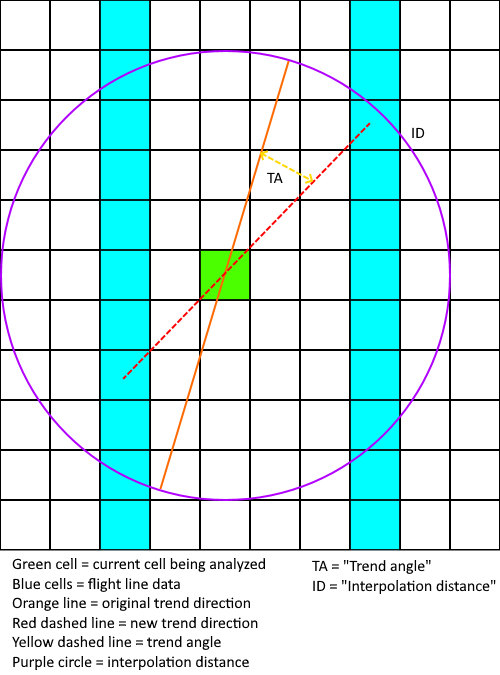 ID
TA
Green cell = current cell being analyzed
Blue cells = flight line data
Orange line = original trend direction
Red dashed line = new trend direction
Yellow dashed line = trend angle
Purple circle = interpolation distance
TA = "Trend angle"
ID = "Interpolation distance"